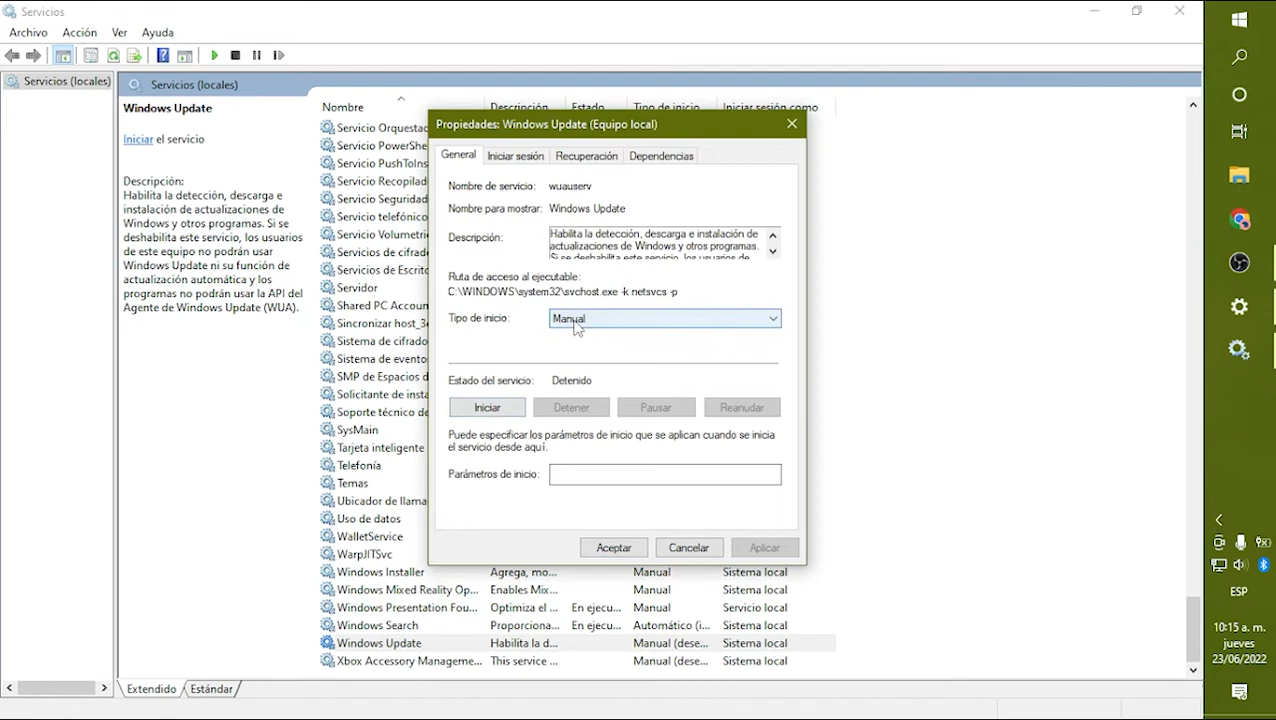 Servicios
Archivo Acción Ver Ayuda
Servicios (locales)
Servicios (locales)
Windows Update
Iniciar el servicio
Descripción:
Habilita la detección, descarga e
instalación de actualizaciones de
Windows y otros programas. Si se
deshabilita este servicio, los usuarios
de este equipo no podrán usar
Windows Update ni su función de
actualización automática y los
programas no podrán usar la API del
Agente de Windows Update (WUA).
Nombre Descripción Estado Tipo de inicio Iniciar sesión como
Servicio Orquesta
Servicio PowerShe
Servicio PushToIns
Servicio Recopilad
Servicio Seguridad
Servicio telefónico
Servicio Volumetri
Servicios de cifrad
Servicios de Escrito
Servidor
Shared PC Accoun
Sincronizar host_3
Sistema de cifrado
Sistema de evento
SMP de Espacios d
Solicitante de insta
Soporte técnico de
SysMain
Tarjeta inteligente
Telefonía
Temas
Ubicador de llama
Uso de datos
WalletService
WarpJITSvc
Windows Installer Agrega, mo... Manual Sistema local
Windows Mixed Reality Op... Enables Mix... Manual Sistema local
Windows Presentation Fou... Optimiza el ... En ejecu... Manual Servicio local
Windows Search Proporciona... En ejecu... Automático (i... Sistema local
Windows Update Habilita la d... Manual (dese... Sistema local
Xbox Accessory Manageme... This service ... Manual (dese... Sistema local
Extendido Estándar
Propiedades: Windows Update (Equipo local)
General Iniciar sesión Recuperación Dependencias
Nombre de servicio: wuauserv
Nombre para mostrar: Windows Update
Descripción: Habilita la detección, descarga e instalación de
actualizaciones de Windows y otros programas.
Si se deshabilita este servicio, los usuarios de
Ruta de acceso al ejecutable:
C:\WINDOWS\system32\svchost.exe -k netsvcs -p
Tipo de inicio: Manual
Estado del servicio: Detenido
Iniciar Detener Pausar Reanudar
Puede especificar los parámetros de inicio que se aplican cuando se inicia
el servicio desde aquí.
Parámetros de inicio:
Aceptar Cancelar Aplicar
ESP
10:15 a. m.
jueves
23/06/2022